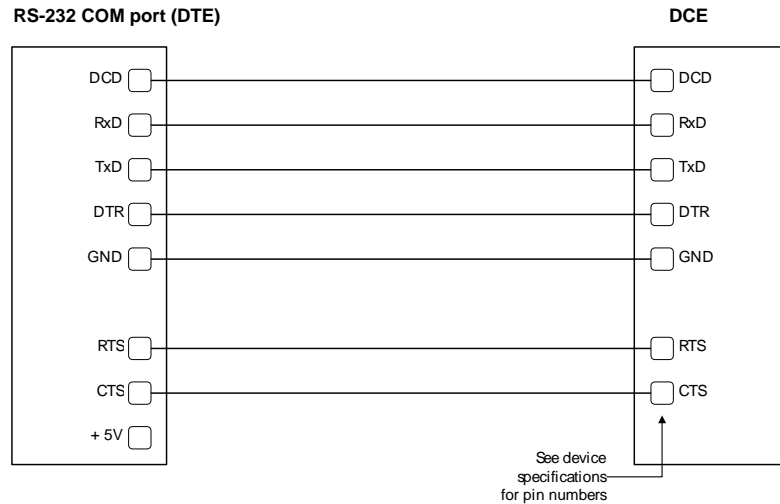 RS-232 COM port (DTE)
DCE
DCD
DCD
RxD
RxD
TxD
TxD
DTR
DTR
GND
GND
RTS
RTS
CTS
CTS
+ 5V
See device
specifications
for pin numbers